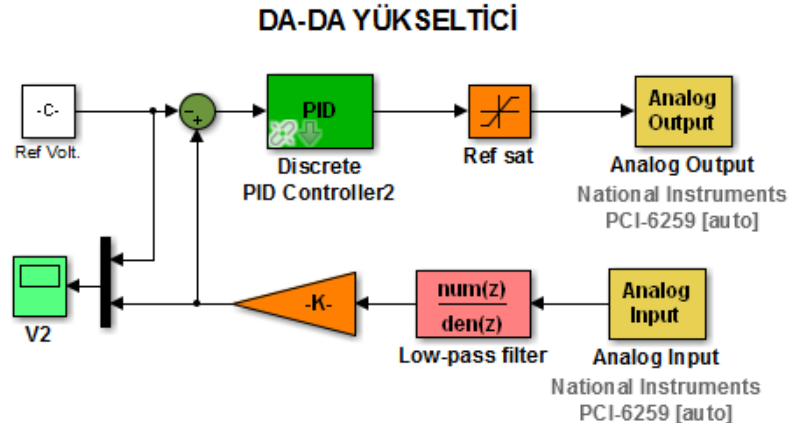 DA-DA YÜKSELTİCİ
-C-
Ref Volt.
PID
Discrete
PID Controller2
Ref sat
Analog
Output
Analog Output
National Instruments
PCI-6259 [auto]
V2
-K-
num(z)
den(z)
Low-pass filter
Analog
Input
Analog Input
National Instruments
PCI-6259 [auto]